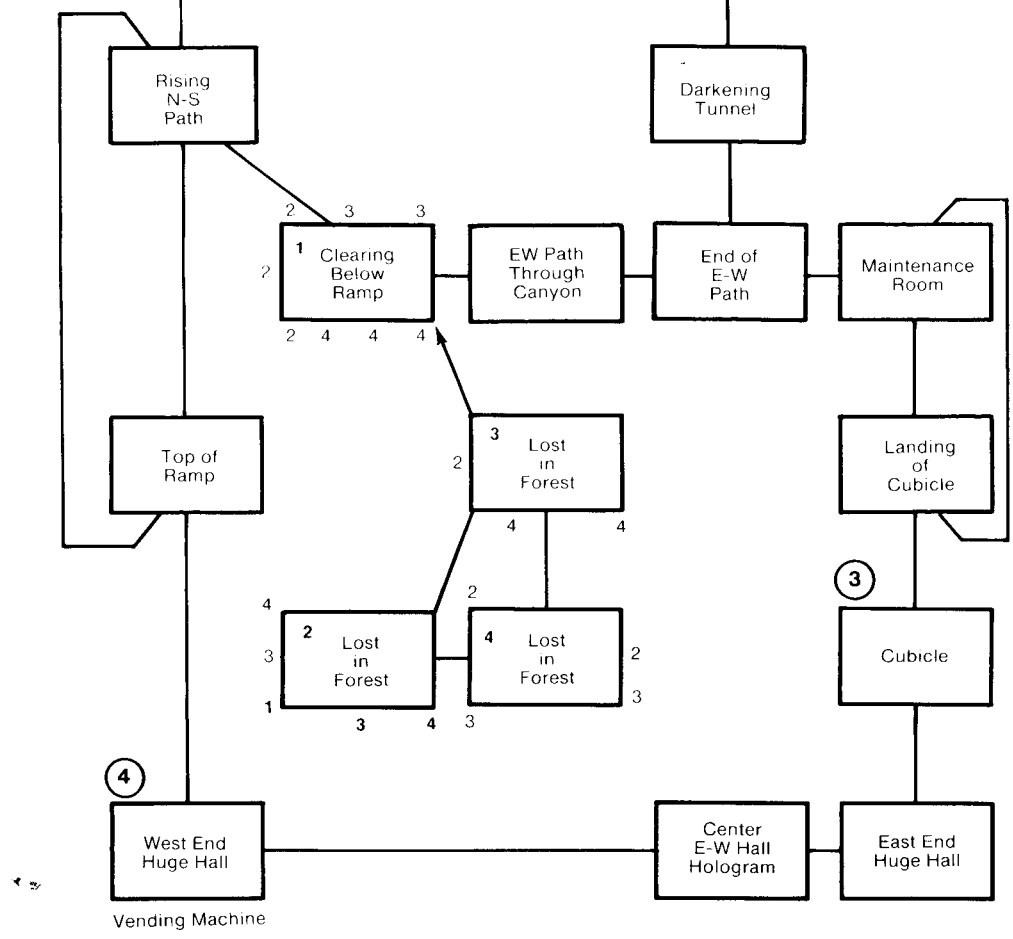 Rising
N-S
Path
Darkening
Tunnel
2 3 3
1 Clearing
Below
Ramp
2
2 4 4 4
EW Path
Through
Canyon
End of
E-W
Path
Maintenance
Room
Top of
Ramp
3 Lost
in
Forest
2
4 4
Landing
of
Cubicle
3
4
2 Lost
in
Forest
3
1 3 4
2
4 Lost
in
Forest
2
3 3
Cubicle
4
West End
Huge Hall
Vending Machine
Center
E-W Hall
Hologram
East End
Huge Hall